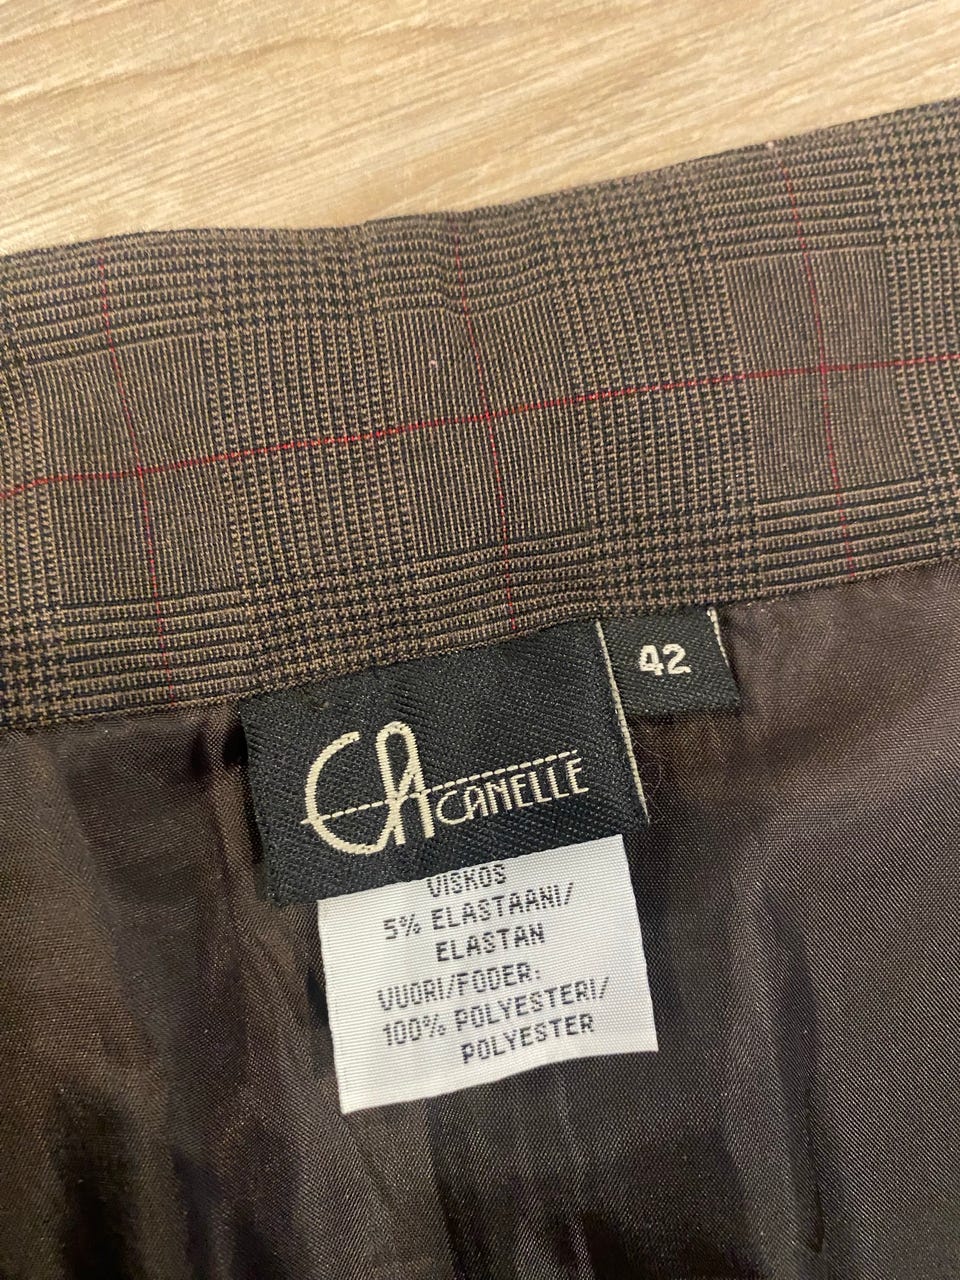 42
CA CANELLE
VISKOS
5% ELASTAANI/
ELASTAN
VUORI/FODER:
100% POLYESTERI/
POLYESTER